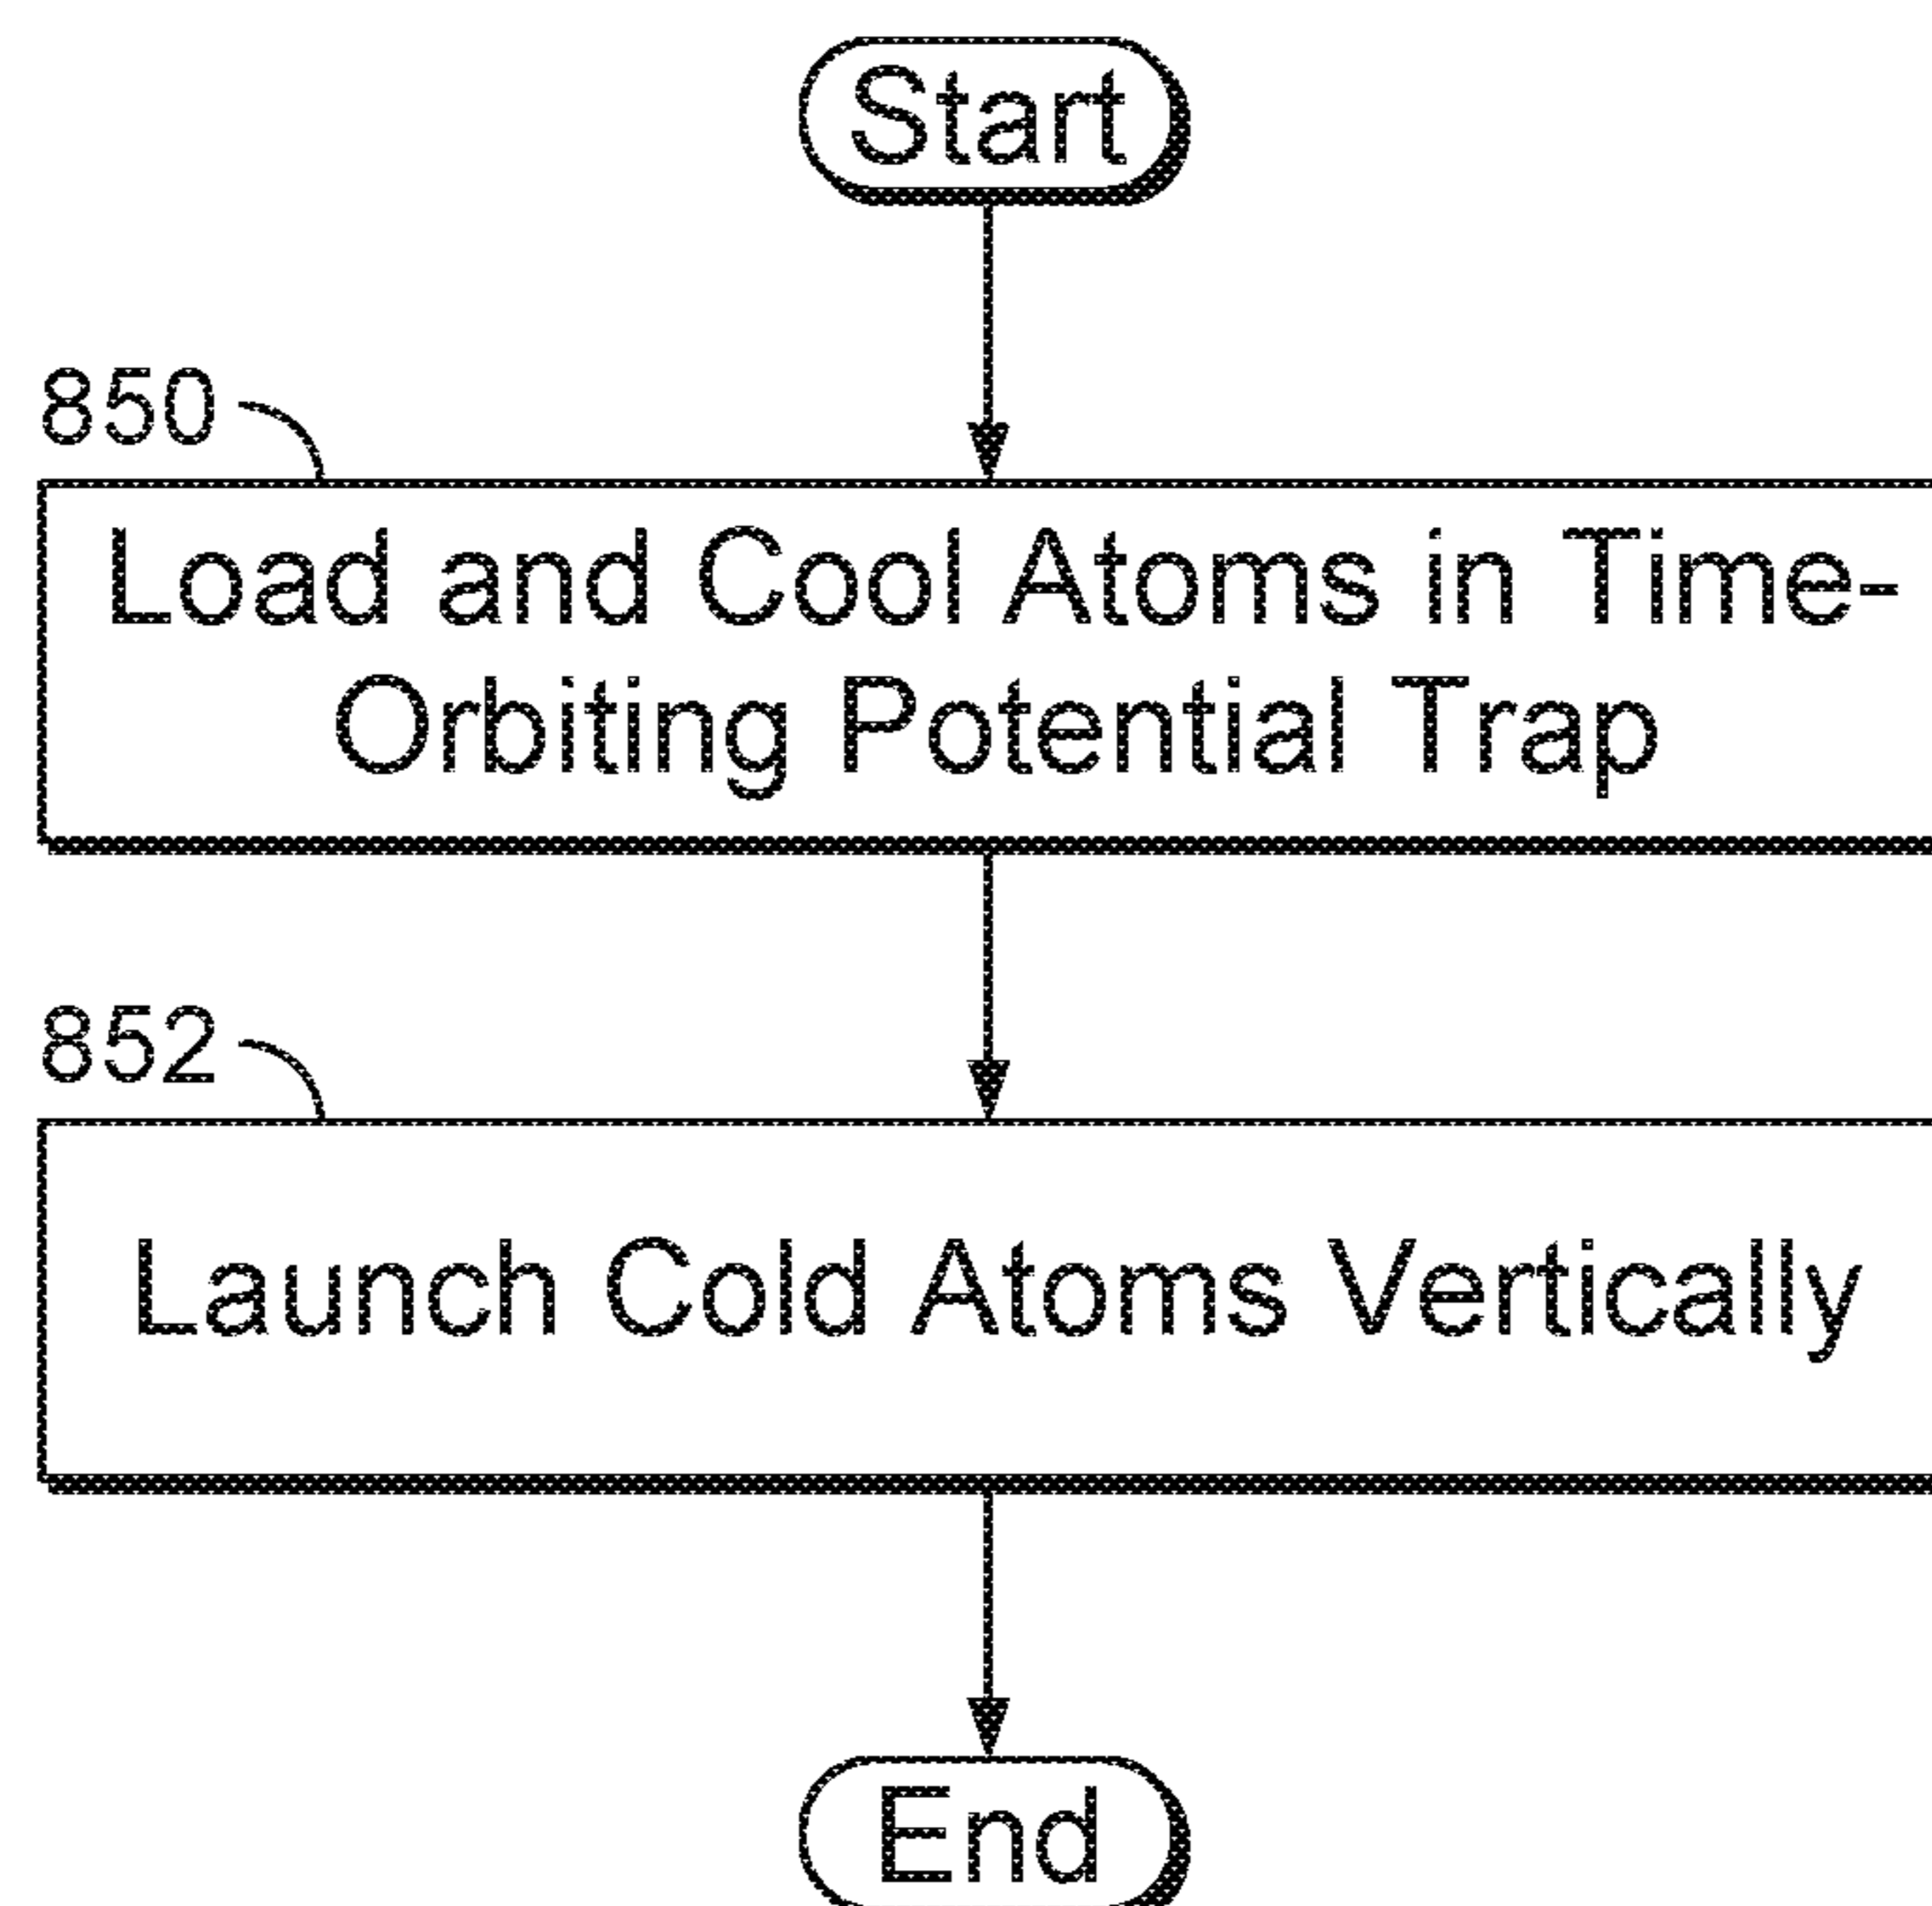 Start
850
Load and Cool Atoms in Time-
Orbiting Potential Trap
852
Launch Cold Atoms Vertically
End